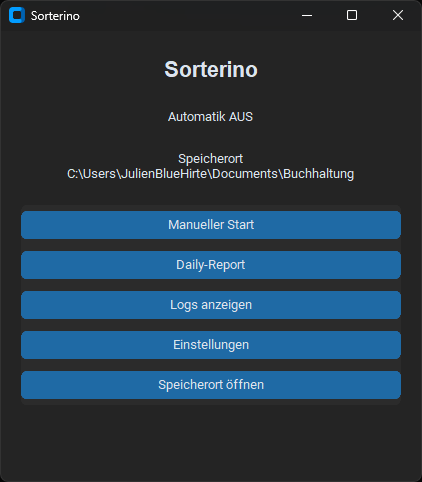 Sorterino
Sorterino
Automatik AUS
Speicherort
C:\Users\JulienBlueHirte\Documents\Buchhaltung
Manueller Start
Daily-Report
Logs anzeigen
Einstellungen
Speicherort öffnen